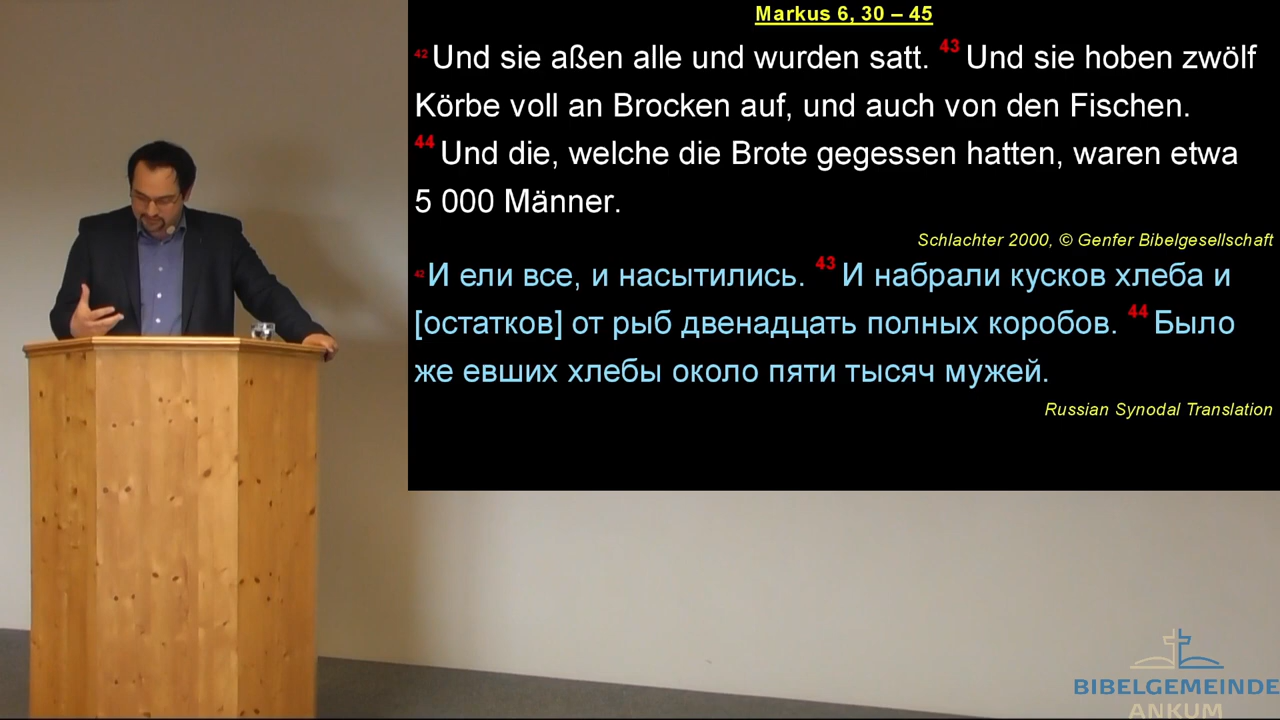 Markus 6, 30 – 45
42 Und sie aßen alle und wurden satt. 43 Und sie hoben zwölf
Körbe voll an Brocken auf, und auch von den Fischen.
44 Und die, welche die Brote gegessen hatten, waren etwa
5 000 Männer.
Schlachter 2000, © Genfer Bibelgesellschaft
42 И ели все, и насытились. 43 И набрали кусков хлеба и
[остатков] от рыб двенадцать полных коробов. 44 Было
же евших хлебы около пяти тысяч мужей.
Russian Synodal Translation
BIBELGEMEINDE
ANKUM